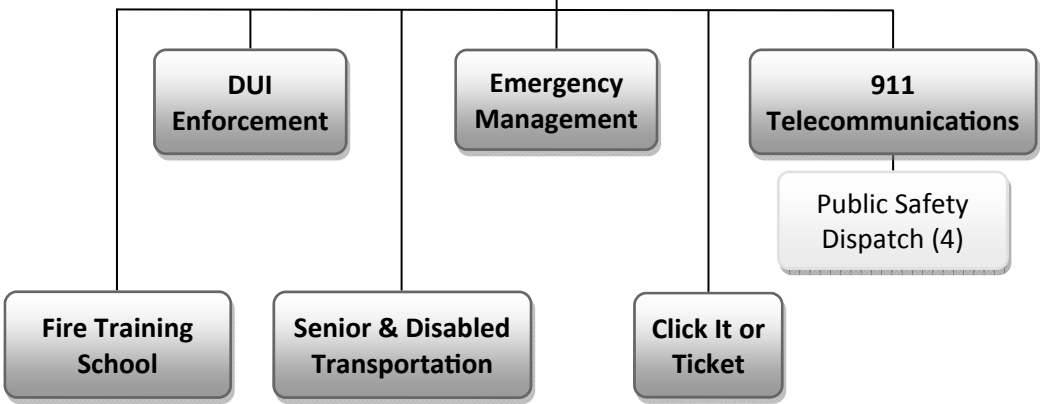 DUI
Enforcement
Emergency
Management
911
Telecommunications
Public Safety
Dispatch (4)
Fire Training
School
Senior & Disabled
Transportation
Click It or
Ticket